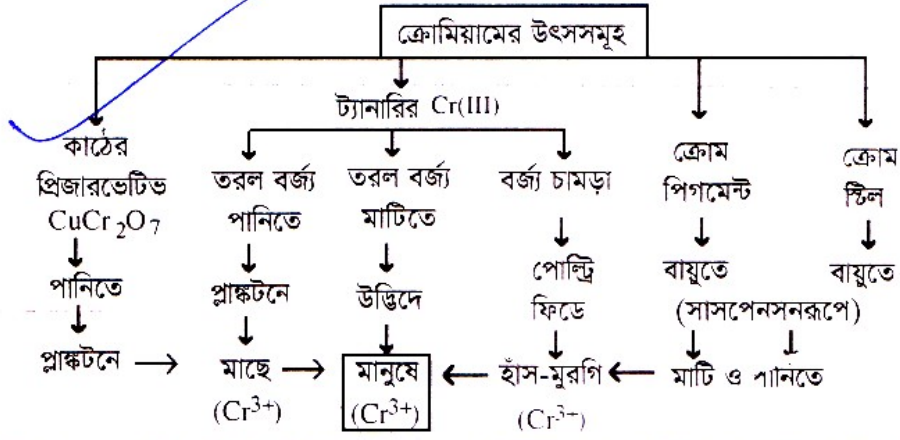 ক্রোমিয়ামের উৎসসমূহ
ট্যানারির Cr(III)
কাঠের
প্রিজারভেটিভ
CuCr₂O₇
পানিতে
প্লাঙ্কটনে
তরল বর্জ্য
পানিতে
প্লাঙ্কটনে
মাছে
(Cr³⁺)
তরল বর্জ্য
মাটিতে
উদ্ভিদে
মানুষে
(Cr³⁺)
বর্জ্য চামড়া
পোল্ট্রি
ফিডে
হাঁস-মুরগি
(Cr³⁺)
ক্রোম
পিগমেন্ট
বায়ুতে
(সাসপেনসনরূপে)
মাটি ও পানিতে
ক্রোম
ষ্টিল
বায়ুতে